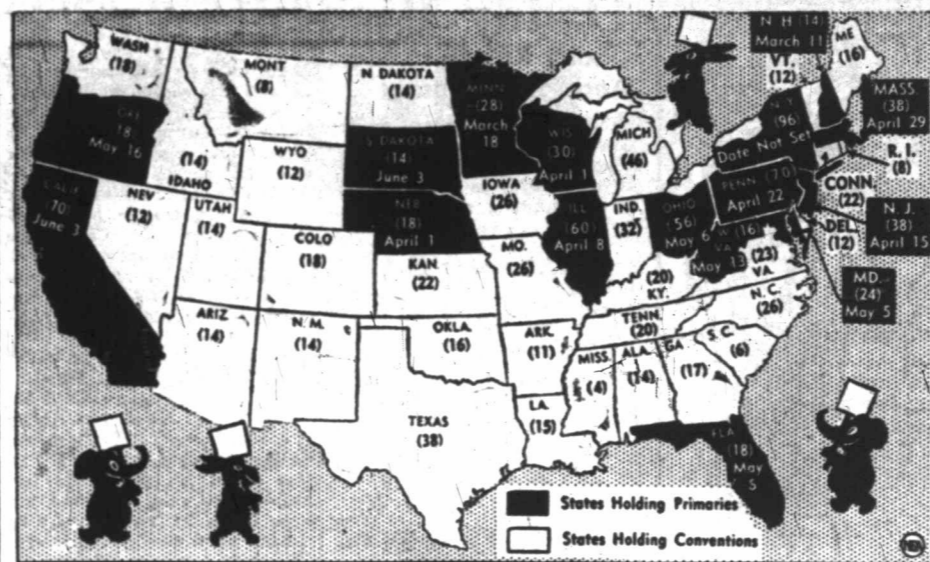 WASH
(18)
ORE
18
May 16
CALIF
(70)
June 3
NEV
(12)
(14)
IDAHO
MONT
(8)
WYO
(12)
UTAH
(14)
COLO
(18)
ARIZ
(14)
N.M.
(14)
N. DAKOTA
(14)
S. DAKOTA
(14)
June 3
NEB
(18)
April 1
KAN.
(22)
OKLA.
(16)
TEXAS
(38)
MINN.
(28)
March
18
IOWA
(26)
MO.
(26)
ARK.
(11)
LA.
(15)
WIS
(30)
April 1
ILL
(60)
April 8
MICH
(46)
IND.
(32)
OHIO
(56)
May 6
(20)
KY.
TENN.
(20)
MISS.
(4)
ALA.
(14)
GA
(17)
FLA
(18)
May
5
S.C.
(6)
N.C.
(26)
(23)
VA.
W.
(16)
VA
May 13
PENN. (70)
April 22
N.Y.
(96)
Date Not Set
N H (14)
March 11
VT.
(12)
ME
(16)
MASS.
(38)
April 29
R.I.
(8)
CONN.
(22)
N.J.
(38)
April 15
DEL.
(12)
MD.
(24)
May 5
States Holding Primaries
States Holding Conventions
NEA